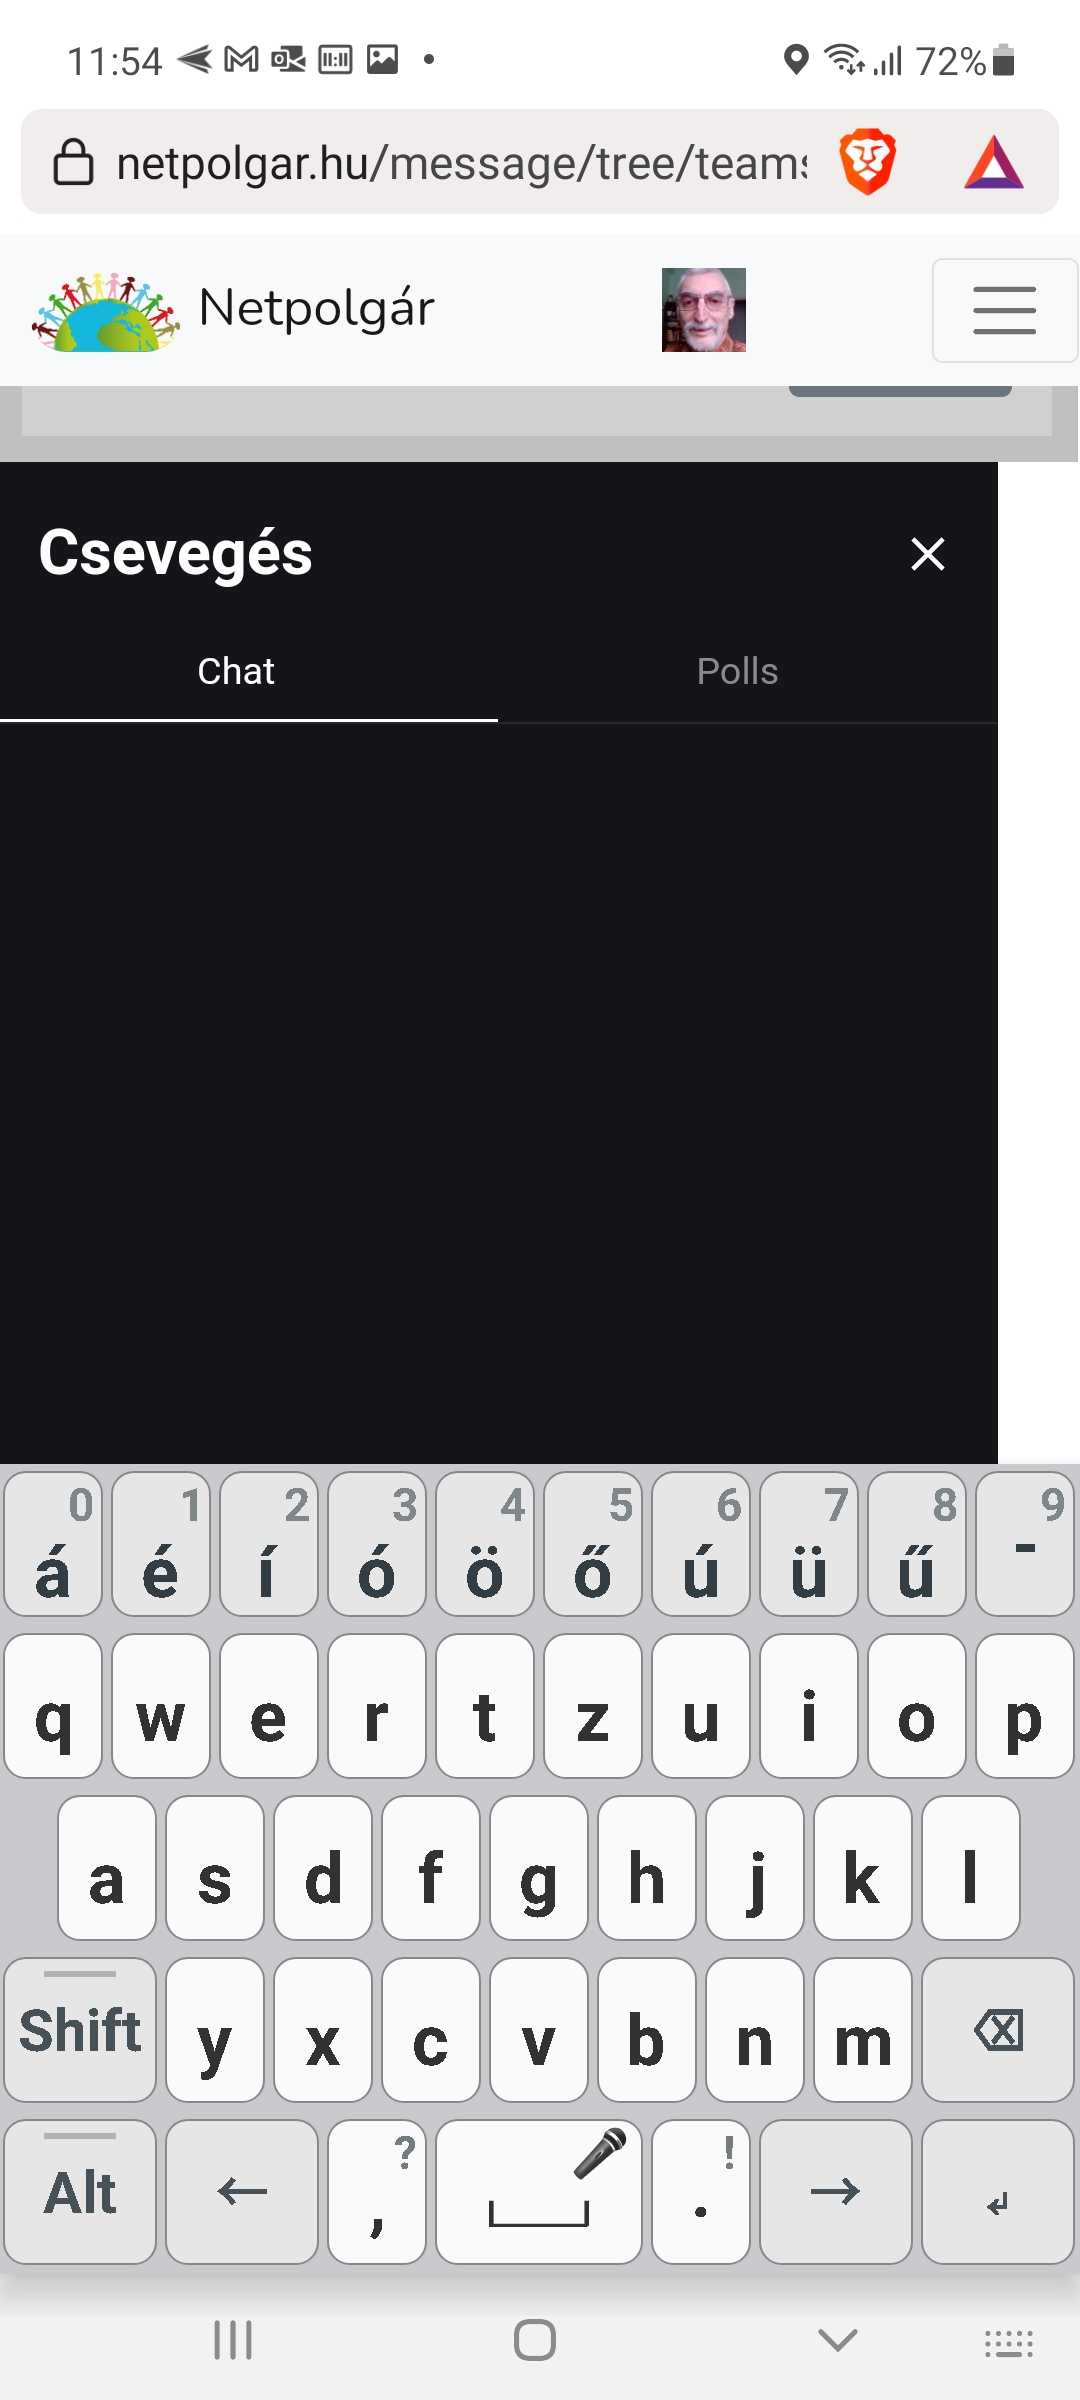 11:54 72%
netpolgar.hu/message/tree/teams
Netpolgár
Csevegés
Chat Polls
0 1 2 3 4 5 6 7 8 9
á é í ó ö ő ú ü ű -
q w e r t z u i o p
a s d f g h j k l
Shift y x c v b n m
? !
Alt ← , . →